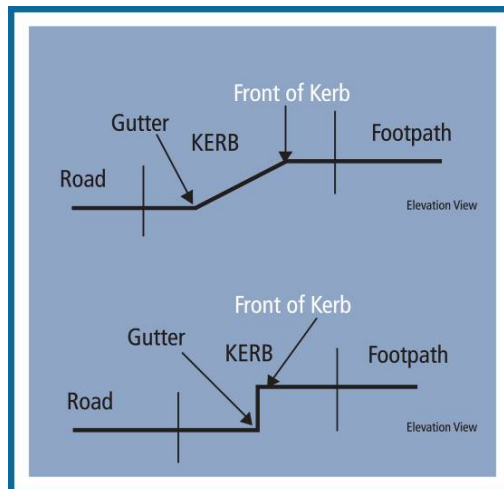 Front of Kerb
Gutter
KERB
Footpath
Road
Elevation View
Front of Kerb
Gutter
KERB
Footpath
Road
Elevation View